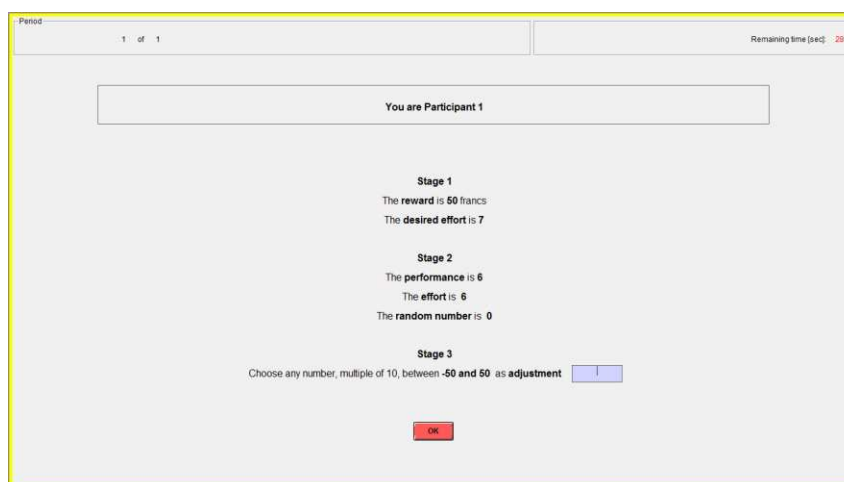 Period
1 of 1
Remaining time [sec]: 29
You are Participant 1
Stage 1
The reward is 50 francs
The desired effort is 7
Stage 2
The performance is 6
The effort is 6
The random number is 0
Stage 3
Choose any number, multiple of 10, between -50 and 50 as adjustment
OK